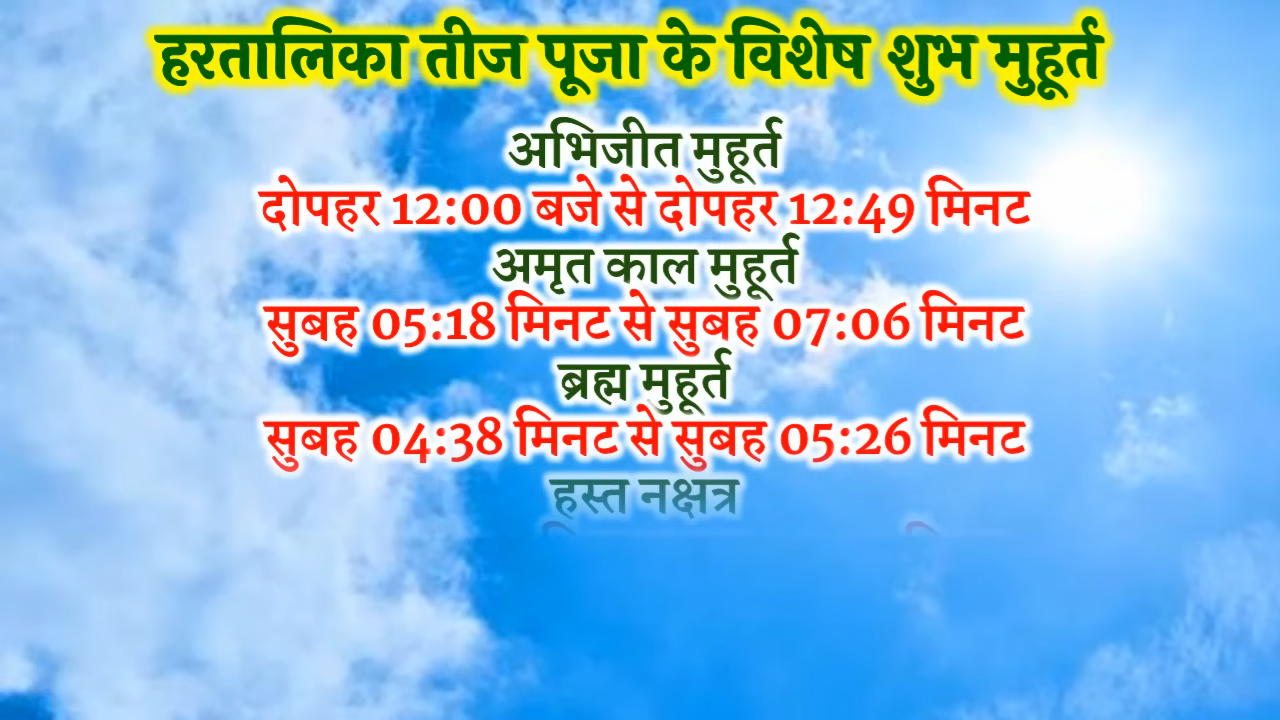 हरतालिका तीज पूजा के विशेष शुभ मुहूर्त
अभिजीत मुहूर्त
दोपहर 12:00 बजे से दोपहर 12:49 मिनट
अमृत काल मुहूर्त
सुबह 05:18 मिनट से सुबह 07:06 मिनट
ब्रह्म मुहूर्त
सुबह 04:38 मिनट से सुबह 05:26 मिनट
हस्त नक्षत्र